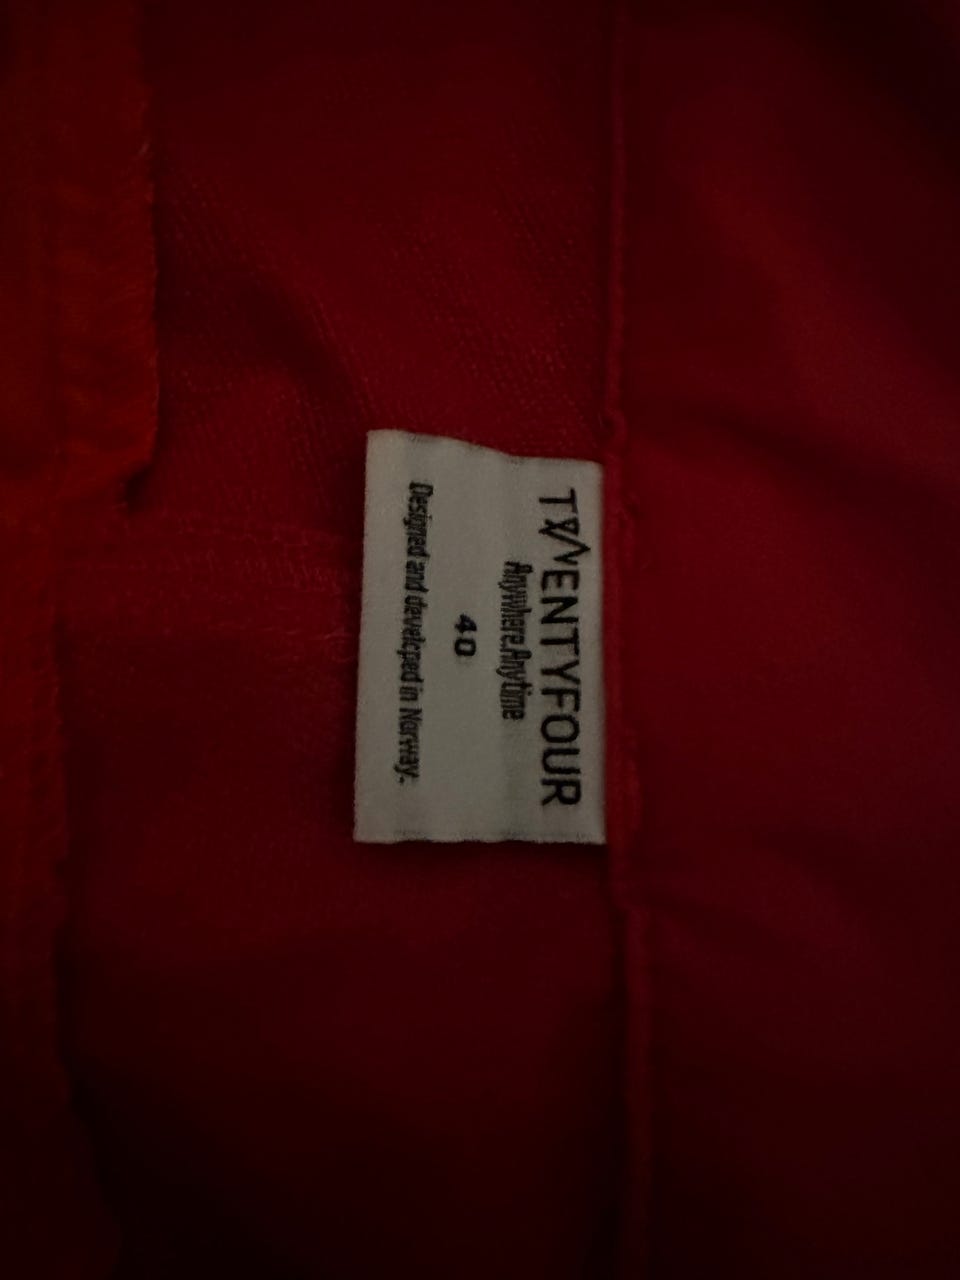 TWENTYFOUR
Anywhere.Anytime
40
Designed and developed in Norway.